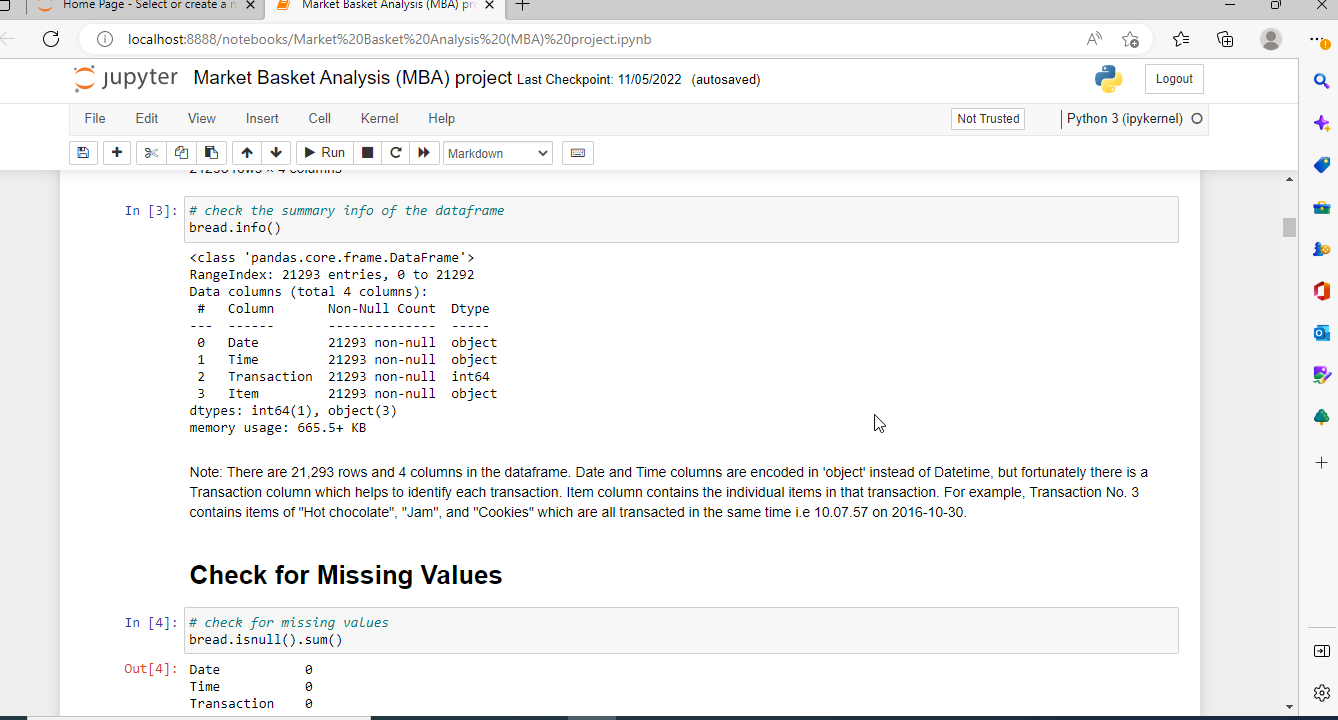 Home Page - Select or create a n
Market Basket Analysis (MBA) pr
localhost:8888/notebooks/Market%20Basket%20Analysis%20(MBA)%20project.ipynb
jupyter Market Basket Analysis (MBA) project Last Checkpoint: 11/05/2022 (autosaved)
Logout
File Edit View Insert Cell Kernel Help
Not Trusted
Python 3 (ipykernel)
Run
Markdown
21293 rows × 4 columns
In [3]: # check the summary info of the dataframe
bread.info()
<class 'pandas.core.frame.DataFrame'>
RangeIndex: 21293 entries, 0 to 21292
Data columns (total 4 columns):
# Column Non-Null Count Dtype
--- ------ -------------- -----
0 Date 21293 non-null object
1 Time 21293 non-null object
2 Transaction 21293 non-null int64
3 Item 21293 non-null object
dtypes: int64(1), object(3)
memory usage: 665.5+ KB
Note: There are 21,293 rows and 4 columns in the dataframe. Date and Time columns are encoded in 'object' instead of Datetime, but fortunately there is a
Transaction column which helps to identify each transaction. Item column contains the individual items in that transaction. For example, Transaction No. 3
contains items of "Hot chocolate", "Jam", and "Cookies" which are all transacted in the same time i.e 10.07.57 on 2016-10-30.
Check for Missing Values
In [4]: # check for missing values
bread.isnull().sum()
Out[4]: Date 0
Time 0
Transaction 0